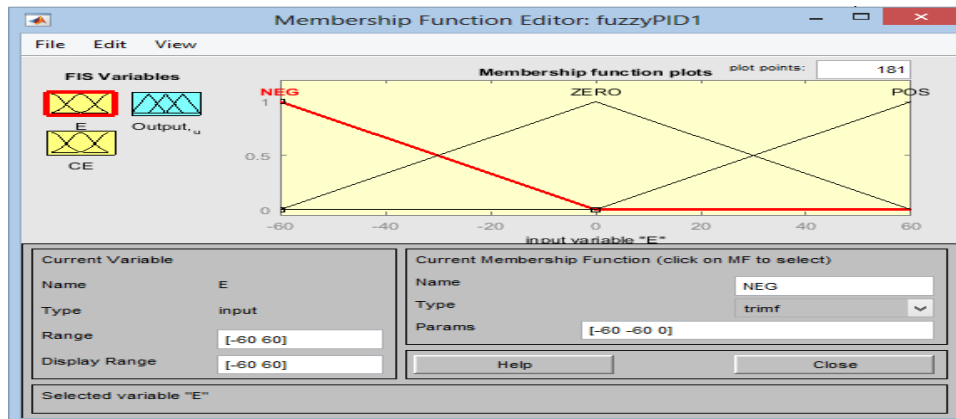 Membership Function Editor: fuzzyPID1
File Edit View
FIS Variables
E
Output,u
CE
Membership function plots
plot points:
181
NEG
ZERO
POS
1
0.5
0
-60 -40 -20 0 20 40 60
input variable "E"
Current Variable
Name E
Type input
Range [-60 60]
Display Range [-60 60]
Current Membership Function (click on MF to select)
Name NEG
Type trimf
Params [-60 -60 0]
Help
Close
Selected variable "E"